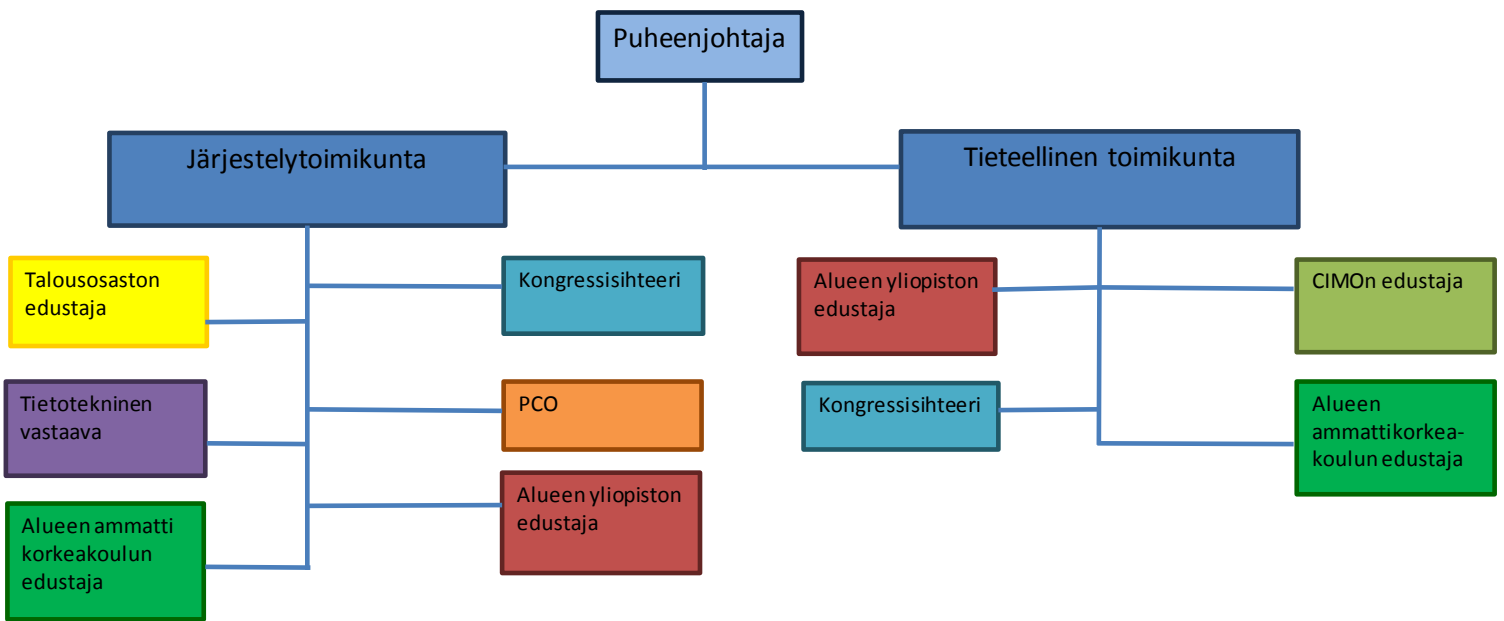 Puheenjohtaja
Järjestelytoimikunta
Tieteellinen toimikunta
Talousosaston
edustaja
Kongressisihteeri
Alueen yliopiston
edustaja
CIMOn edustaja
Tietotekninen
vastaava
PCO
Kongressisihteeri
Alueen
ammattikorkea-
koulun edustaja
Alueen ammatti
korkeakoulun
edustaja
Alueen yliopiston
edustaja